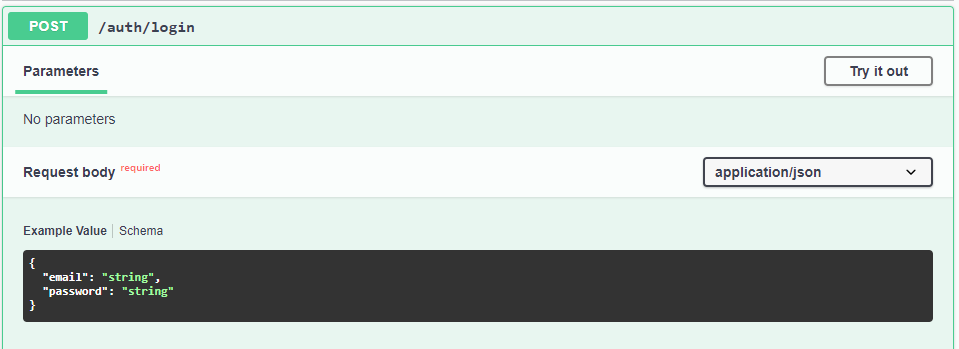 POST /auth/login
Parameters Try it out
No parameters
Request body required application/json
Example Value Schema
{
"email": "string",
"password": "string"
}